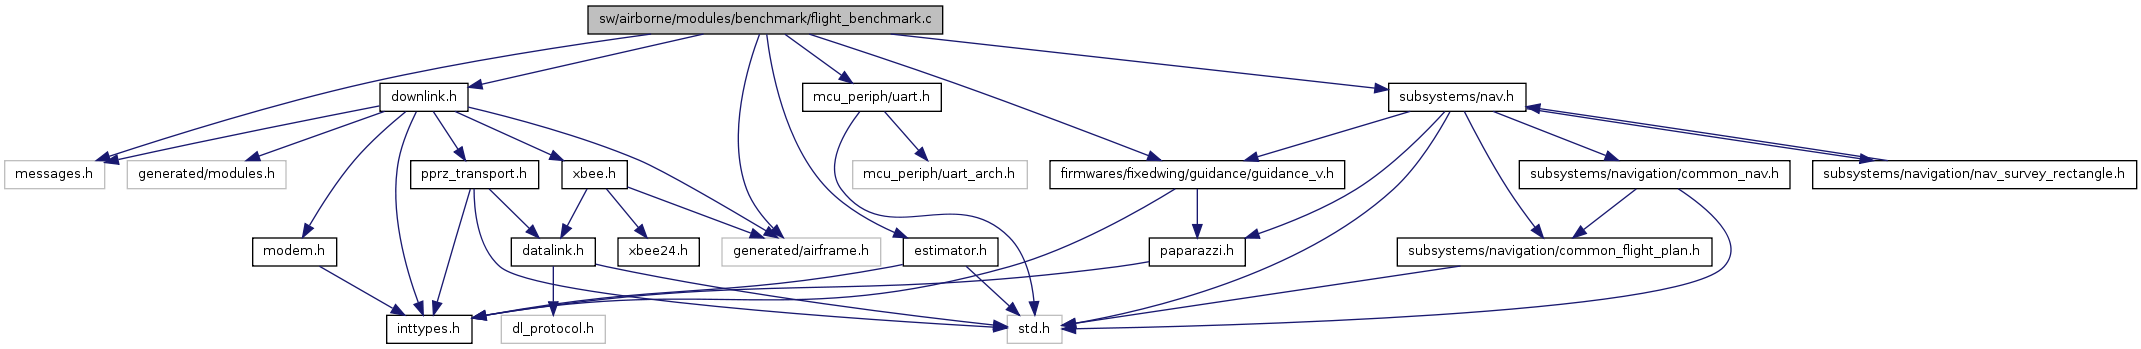 sw/airborne/modules/benchmark/flight_benchmark.c
downlink.h
mcu_periph/uart.h
subsystems/nav.h
messages.h
generated/modules.h
pprz_transport.h
xbee.h
mcu_periph/uart_arch.h
firmwares/fixedwing/guidance/guidance_v.h
subsystems/navigation/common_nav.h
subsystems/navigation/nav_survey_rectangle.h
modem.h
datalink.h
xbee24.h
generated/airframe.h
estimator.h
paparazzi.h
subsystems/navigation/common_flight_plan.h
inttypes.h
dl_protocol.h
std.h